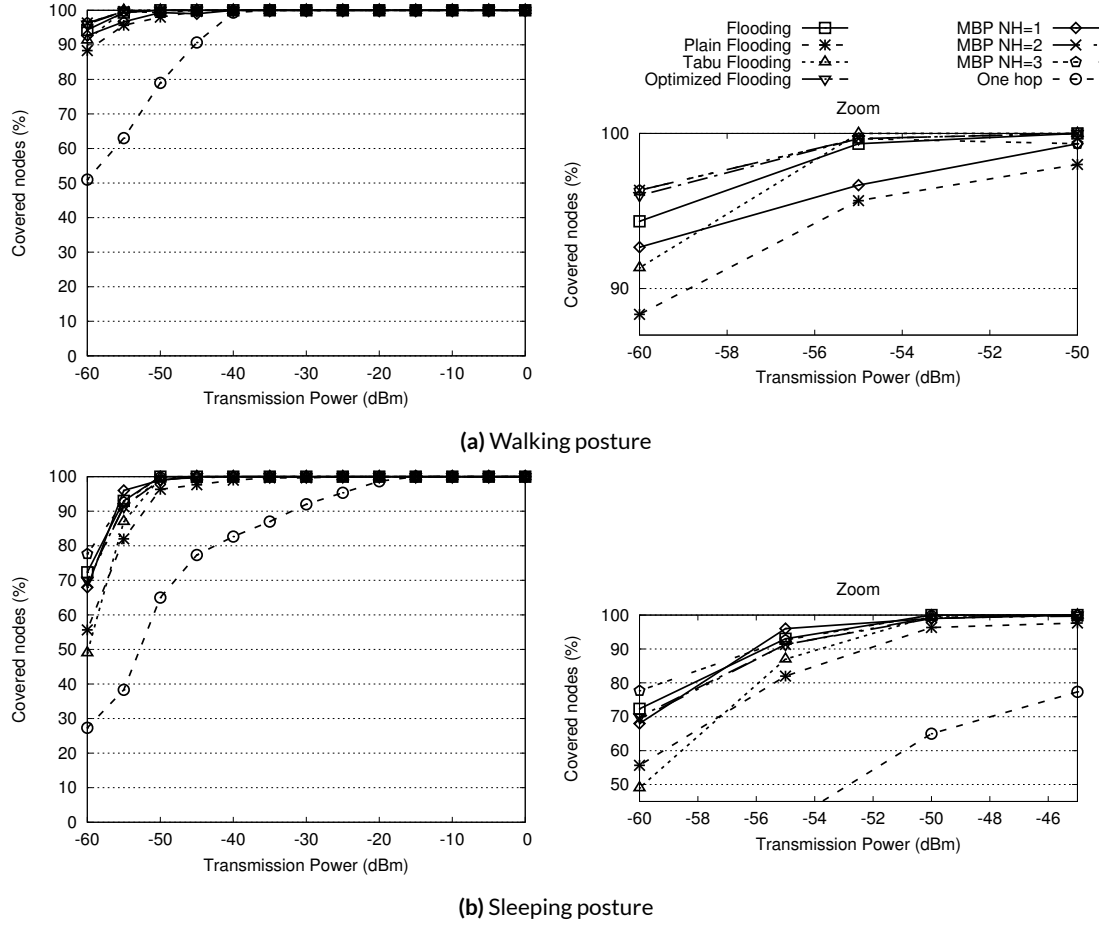 100
90
80
70
60
50
40
30
20
10
0
Covered nodes (%)
-60 -50 -40 -30 -20 -10 0
Transmission Power (dBm)
Flooding
Plain Flooding
Tabu Flooding
Optimized Flooding
MBP NH=1
MBP NH=2
MBP NH=3
One hop
Zoom
100
90
Covered nodes (%)
-60 -58 -56 -54 -52 -50
Transmission Power (dBm)
(a) Walking posture
100
90
80
70
60
50
40
30
20
10
0
Covered nodes (%)
-60 -50 -40 -30 -20 -10 0
Transmission Power (dBm)
Zoom
100
90
80
70
60
50
Covered nodes (%)
-60 -58 -56 -54 -52 -50 -48 -46
Transmission Power (dBm)
(b) Sleeping posture